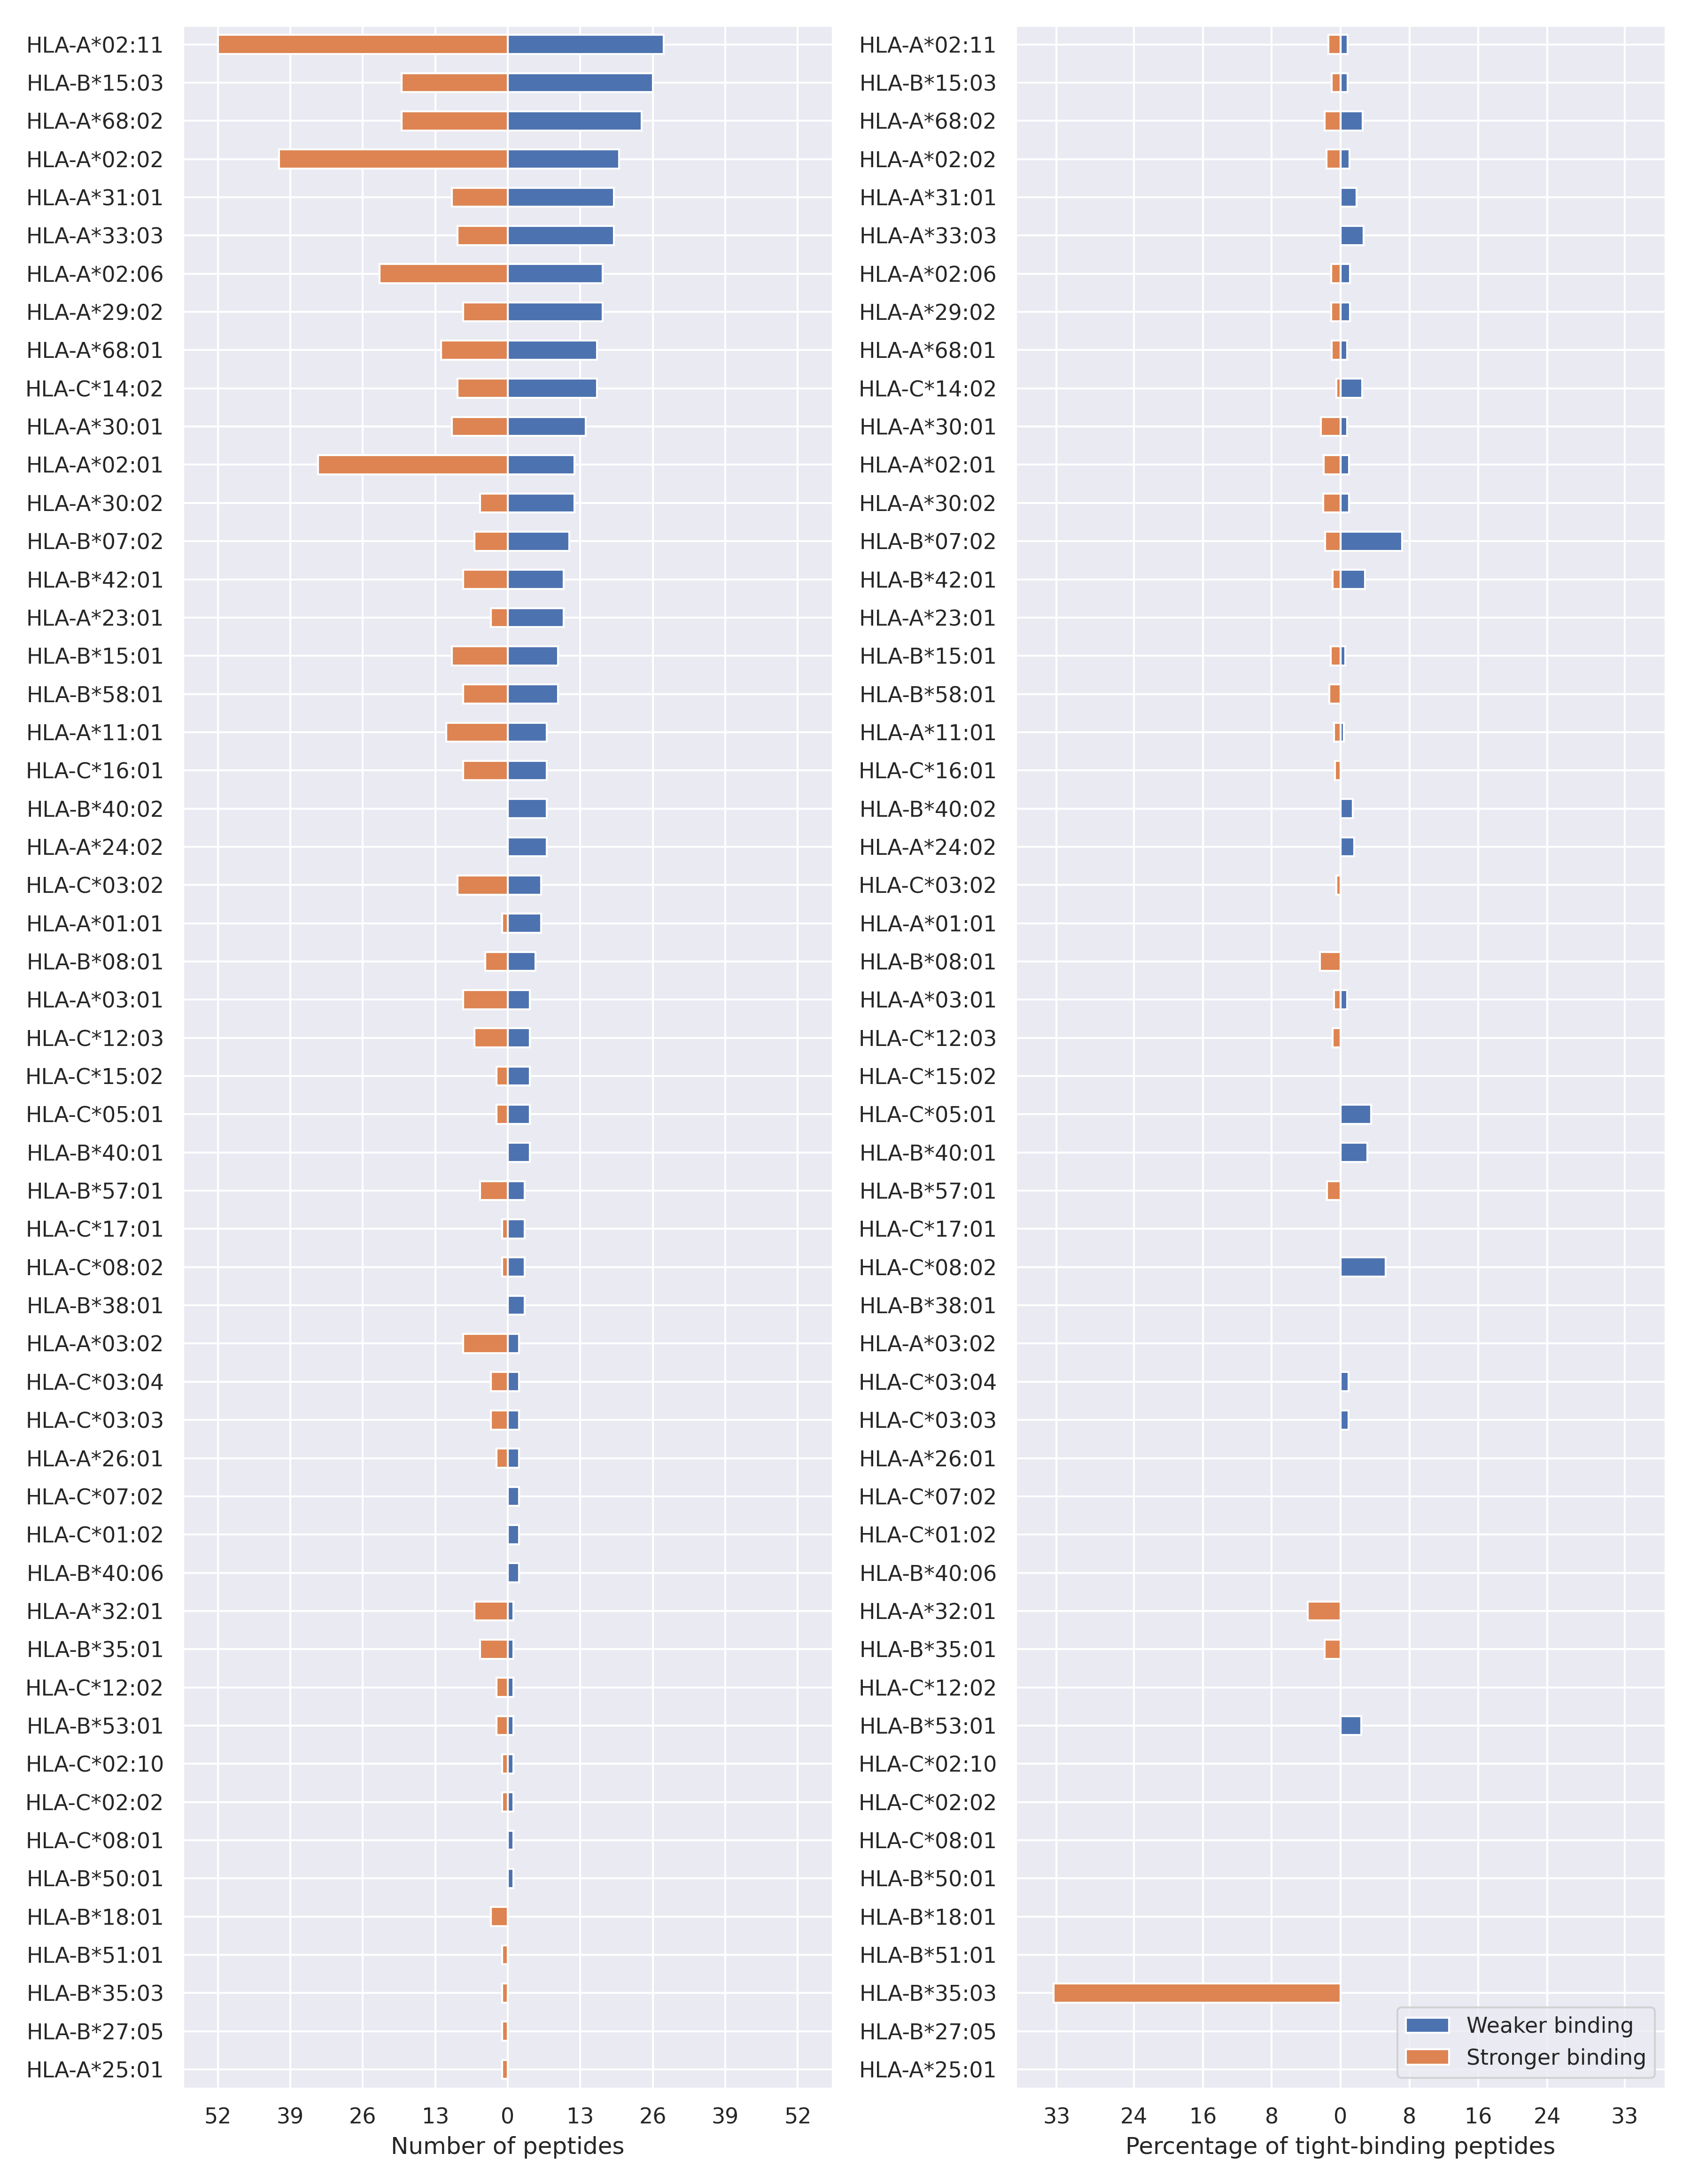 HLA-A*02:11
HLA-B*15:03
HLA-A*68:02
HLA-A*02:02
HLA-A*31:01
HLA-A*33:03
HLA-A*02:06
HLA-A*29:02
HLA-A*68:01
HLA-C*14:02
HLA-A*30:01
HLA-A*02:01
HLA-A*30:02
HLA-B*07:02
HLA-B*42:01
HLA-A*23:01
HLA-B*15:01
HLA-B*58:01
HLA-A*11:01
HLA-C*16:01
HLA-B*40:02
HLA-A*24:02
HLA-C*03:02
HLA-A*01:01
HLA-B*08:01
HLA-A*03:01
HLA-C*12:03
HLA-C*15:02
HLA-C*05:01
HLA-B*40:01
HLA-B*57:01
HLA-C*17:01
HLA-C*08:02
HLA-B*38:01
HLA-A*03:02
HLA-C*03:04
HLA-C*03:03
HLA-A*26:01
HLA-C*07:02
HLA-C*01:02
HLA-B*40:06
HLA-A*32:01
HLA-B*35:01
HLA-C*12:02
HLA-B*53:01
HLA-C*02:10
HLA-C*02:02
HLA-C*08:01
HLA-B*50:01
HLA-B*18:01
HLA-B*51:01
HLA-B*35:03
HLA-B*27:05
HLA-A*25:01
52 39 26 13 0 13 26 39 52
Number of peptides
HLA-A*02:11
HLA-B*15:03
HLA-A*68:02
HLA-A*02:02
HLA-A*31:01
HLA-A*33:03
HLA-A*02:06
HLA-A*29:02
HLA-A*68:01
HLA-C*14:02
HLA-A*30:01
HLA-A*02:01
HLA-A*30:02
HLA-B*07:02
HLA-B*42:01
HLA-A*23:01
HLA-B*15:01
HLA-B*58:01
HLA-A*11:01
HLA-C*16:01
HLA-B*40:02
HLA-A*24:02
HLA-C*03:02
HLA-A*01:01
HLA-B*08:01
HLA-A*03:01
HLA-C*12:03
HLA-C*15:02
HLA-C*05:01
HLA-B*40:01
HLA-B*57:01
HLA-C*17:01
HLA-C*08:02
HLA-B*38:01
HLA-A*03:02
HLA-C*03:04
HLA-C*03:03
HLA-A*26:01
HLA-C*07:02
HLA-C*01:02
HLA-B*40:06
HLA-A*32:01
HLA-B*35:01
HLA-C*12:02
HLA-B*53:01
HLA-C*02:10
HLA-C*02:02
HLA-C*08:01
HLA-B*50:01
HLA-B*18:01
HLA-B*51:01
HLA-B*35:03
HLA-B*27:05
HLA-A*25:01
Weaker binding
Stronger binding
33 24 16 8 0 8 16 24 33
Percentage of tight-binding peptides